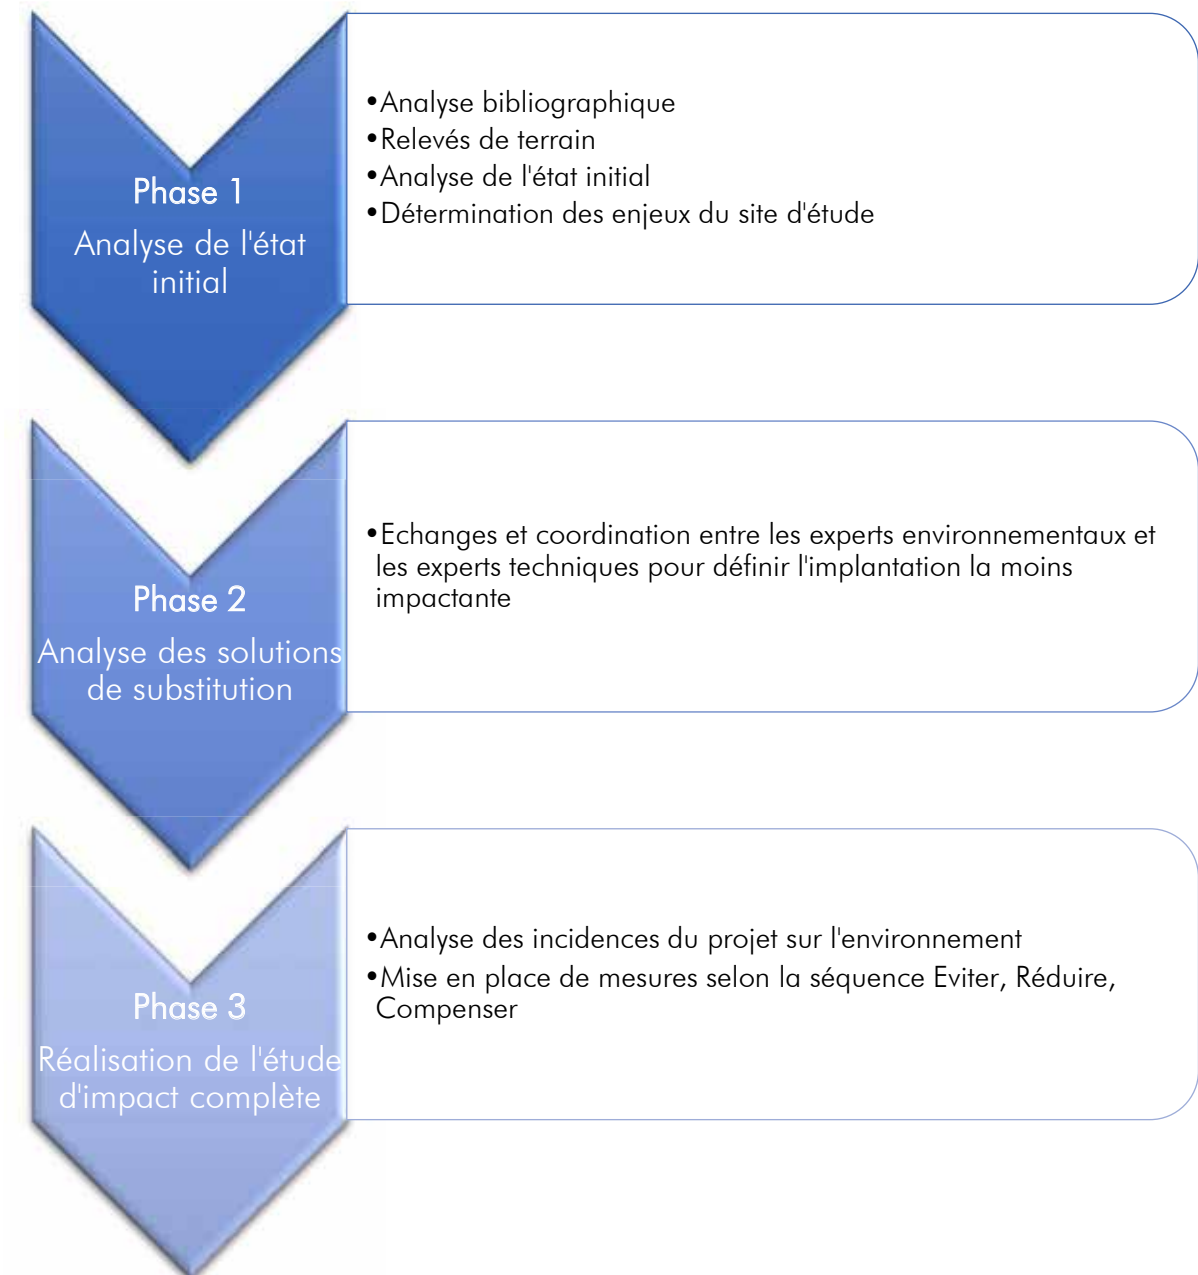 Phase 1
Analyse de l'état
initial
•Analyse bibliographique
•Relevés de terrain
•Analyse de l'état initial
•Détermination des enjeux du site d'étude
Phase 2
Analyse des solutions
de substitution
•Echanges et coordination entre les experts environnementaux et
les experts techniques pour définir l'implantation la moins
impactante
Phase 3
Réalisation de l'étude
d'impact complète
•Analyse des incidences du projet sur l'environnement
•Mise en place de mesures selon la séquence Eviter, Réduire,
Compenser